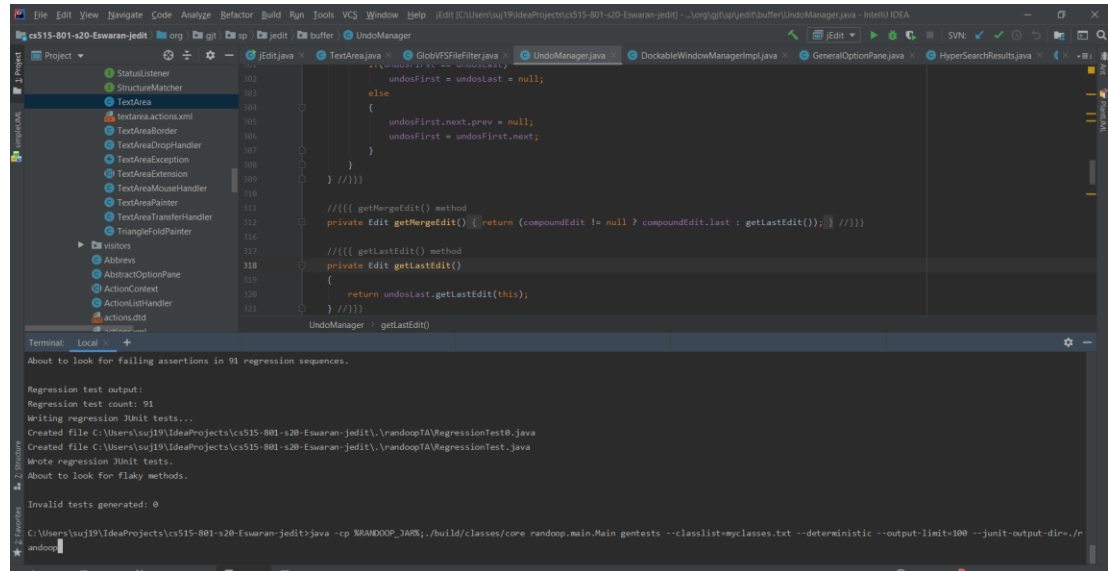 File Edit View Navigate Code Analyze Refactor Build Run Tools VCS Window Help jEdit [C:\Users\suj19\IdeaProjects\cs515-801-s20-Eswaran-jedit] - ...\org\gjt\sp\jedit\buffer\UndoManager.java - IntelliJ IDEA
cs515-801-s20-Eswaran-jedit org gjt sp jedit buffer UndoManager jEdit SVN:
Project jEdit.java TextArea.java GlobVFSFileFilter.java UndoManager.java DockableWindowManagerImpl.java GeneralOptionPane.java HyperSearchResults.java
1: Project
simpleUML
Ant
PlantUML
StatusListener
StructureMatcher
TextArea
textarea.actions.xml
TextAreaBorder
TextAreaDropHandler
TextAreaException
TextAreaExtension
TextAreaMouseHandler
TextAreaPainter
TextAreaTransferHandler
TriangleFoldPainter
visitors
Abbrevs
AbstractOptionPane
ActionContext
ActionListHandler
actions.dtd
302 undosFirst = undosLast = null;
303 else
304 {
305 undosFirst.next.prev = null;
306 undosFirst = undosFirst.next;
307 }
308 }
309 } //}}}
310
311 //{{{ getMergeEdit() method
312 private Edit getMergeEdit() { return (compoundEdit != null ? compoundEdit.last : getLastEdit()); } //}}}
316
317 //{{{ getLastEdit() method
318 private Edit getLastEdit()
319 {
320 return undosLast.getLastEdit(this);
321 } //}}}
UndoManager getLastEdit()
Terminal: Local × +
About to look for failing assertions in 91 regression sequences.
Regression test output:
Regression test count: 91
Writing regression JUnit tests...
Created file C:\Users\suj19\IdeaProjects\cs515-801-s20-Eswaran-jedit\.\randoopTA\RegressionTest0.java
Created file C:\Users\suj19\IdeaProjects\cs515-801-s20-Eswaran-jedit\.\randoopTA\RegressionTest.java
Wrote regression JUnit tests.
About to look for flaky methods.
Invalid tests generated: 0
C:\Users\suj19\IdeaProjects\cs515-801-s20-Eswaran-jedit>java -cp %RANDOOP_JAR%;./build/classes/core randoop.main.Main gentests --classlist=myclasses.txt --deterministic --output-limit=100 --junit-output-dir=./r
andoop
Z: Structure
2: Favorites